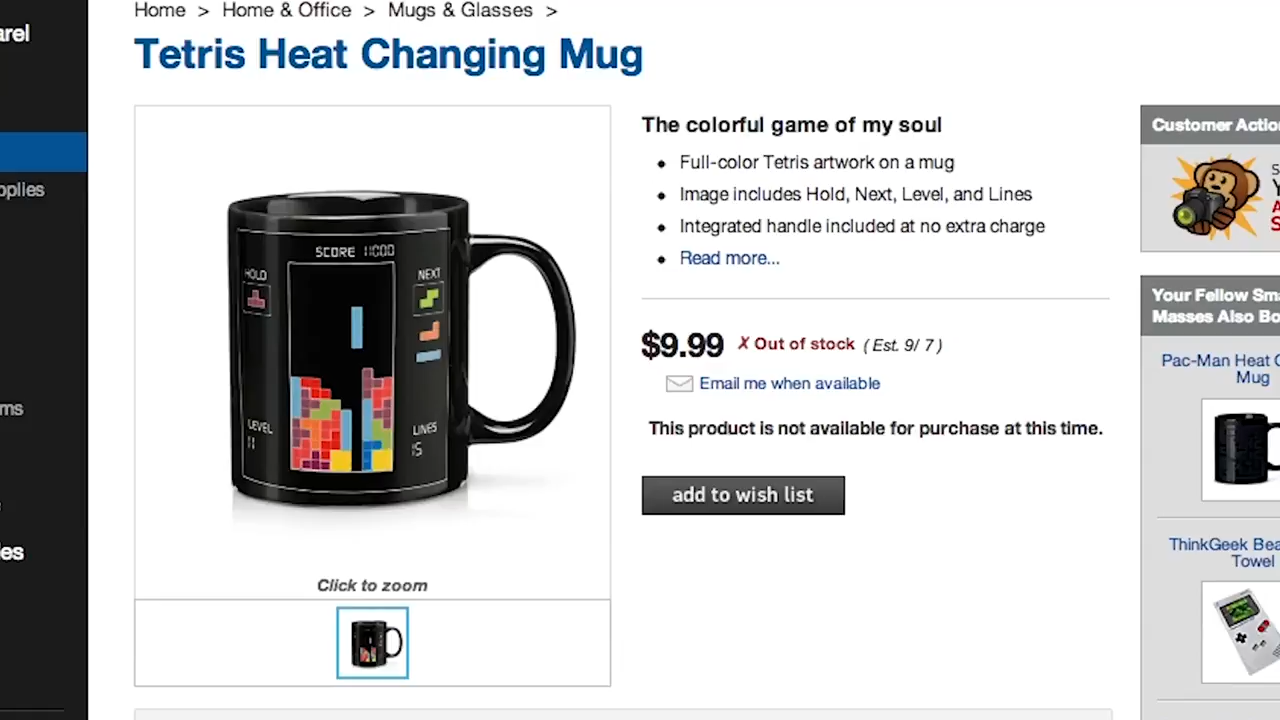 Home > Home & Office > Mugs & Glasses >
arel
Tetris Heat Changing Mug
pplies
ms
es
SCORE 11000
HOLD
NEXT
LEVEL
11
LINES
15
Click to zoom
The colorful game of my soul
• Full-color Tetris artwork on a mug
• Image includes Hold, Next, Level, and Lines
• Integrated handle included at no extra charge
• Read more...
$9.99 ✗ Out of stock ( Est. 9/ 7 )
Email me when available
This product is not available for purchase at this time.
add to wish list
Customer Actio
S
Y
A
S
Your Fellow Sma
Masses Also Bo
Pac-Man Heat C
Mug
ThinkGeek Bea
Towel